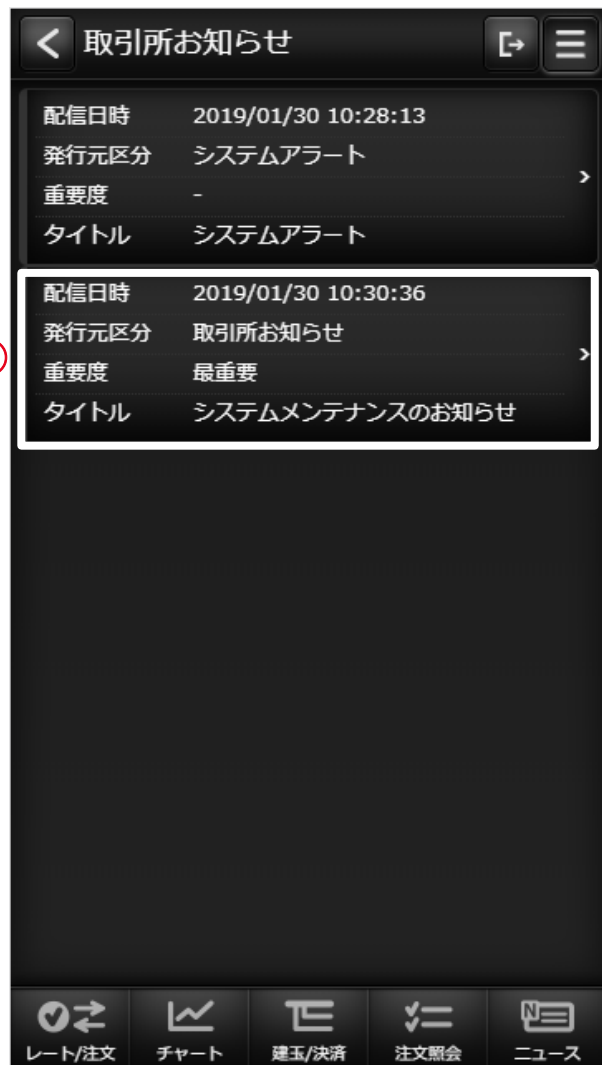 取引所お知らせ
配信日時 2019/01/30 10:28:13
発行元区分 システムアラート
重要度 -
タイトル システムアラート
配信日時 2019/01/30 10:30:36
発行元区分 取引所お知らせ
重要度 最重要
タイトル システムメンテナンスのお知らせ
レート/注文 チャート 建玉/決済 注文照会 ニュース